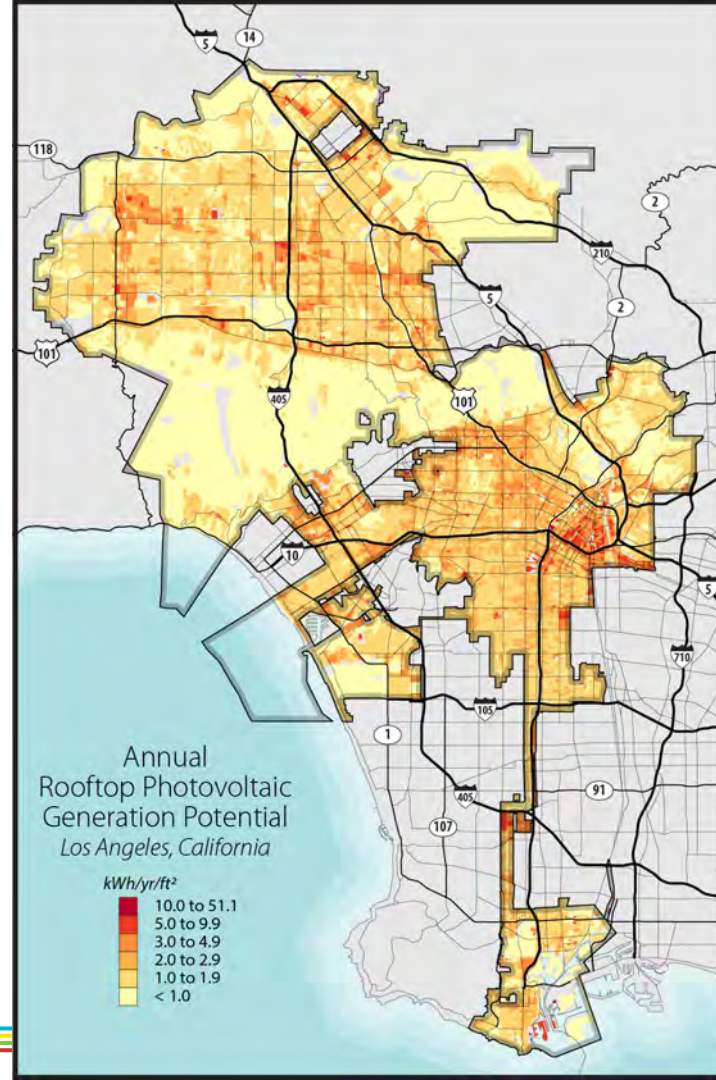 5
14
118
2
210
5
2
101
405
101
10
5
710
105
1
405
91
107
Annual
Rooftop Photovoltaic
Generation Potential
Los Angeles, California
kWh/yr/ft²
10.0 to 51.1
5.0 to 9.9
3.0 to 4.9
2.0 to 2.9
1.0 to 1.9
< 1.0